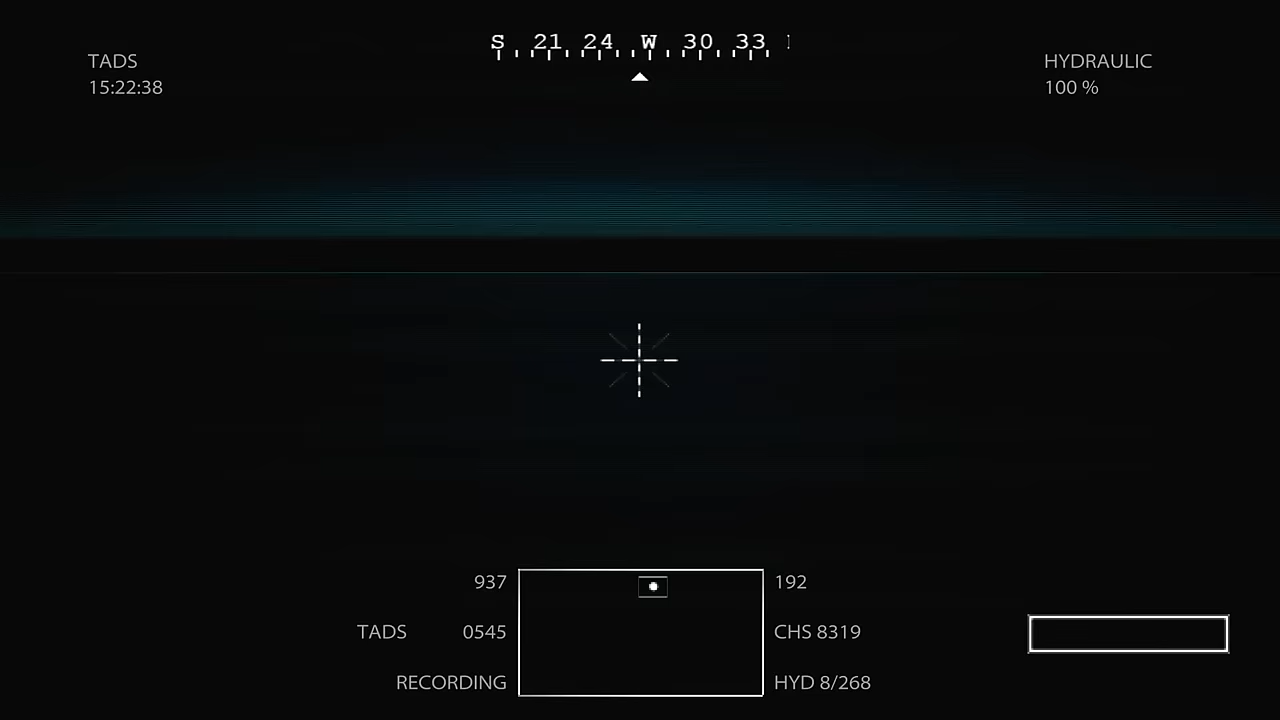 S 21 24 W 30 33
TADS
15:22:38
HYDRAULIC
100 %
937
192
TADS 0545
CHS 8319
RECORDING
HYD 8/268